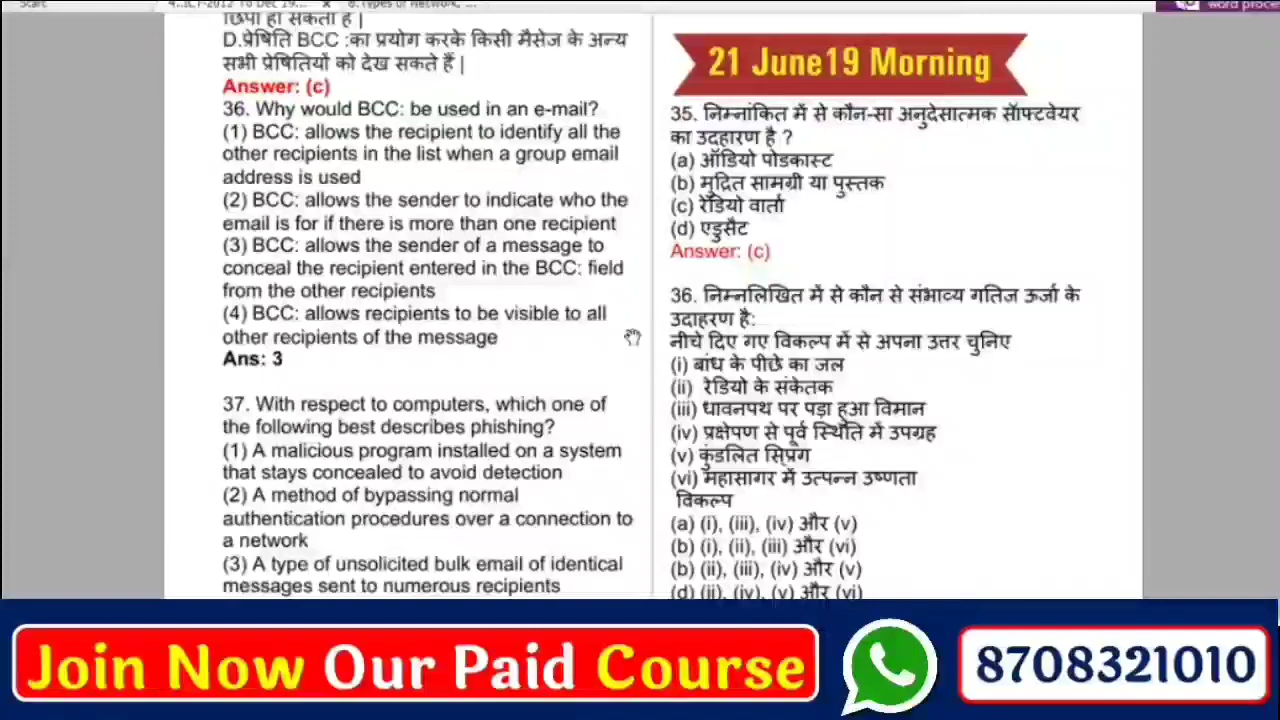 छिपा हो सकता है |
D.प्रेषिति BCC :का प्रयोग करके किसी मैसेज के अन्य
सभी प्रेषितियों को देख सकते हैं |
Answer: (c)
36. Why would BCC: be used in an e-mail?
(1) BCC: allows the recipient to identify all the
other recipients in the list when a group email
address is used
(2) BCC: allows the sender to indicate who the
email is for if there is more than one recipient
(3) BCC: allows the sender of a message to
conceal the recipient entered in the BCC: field
from the other recipients
(4) BCC: allows recipients to be visible to all
other recipients of the message
Ans: 3
37. With respect to computers, which one of
the following best describes phishing?
(1) A malicious program installed on a system
that stays concealed to avoid detection
(2) A method of bypassing normal
authentication procedures over a connection to
a network
(3) A type of unsolicited bulk email of identical
messages sent to numerous recipients
21 June19 Morning
35. निम्नांकित में से कौन-सा अनुदेसात्मक सॉफ्टवेयर
का उदहारण है ?
(a) ऑडियो पोडकास्ट
(b) मुद्रित सामग्री या पुस्तक
(c) रेडियो वार्ता
(d) एडुसैट
Answer: (c)
36. निम्नलिखित में से कौन से संभाव्य गतिज ऊर्जा के
उदाहरण है:
नीचे दिए गए विकल्प में से अपना उत्तर चुनिए
(i) बांध के पीछे का जल
(ii) रेडियो के संकेतक
(iii) धावनपथ पर पड़ा हुआ विमान
(iv) प्रक्षेपण से पूर्व स्थिति में उपग्रह
(v) कुंडलित स्प्रिंग
(vi) महासागर में उत्पन्न उष्णता
विकल्प
(a) (i), (iii), (iv) और (v)
(b) (i), (ii), (iii) और (vi)
(b) (ii), (iii), (iv) और (v)
(d) (ii), (iv), (v) और (vi)
Join Now Our Paid Course
8708321010